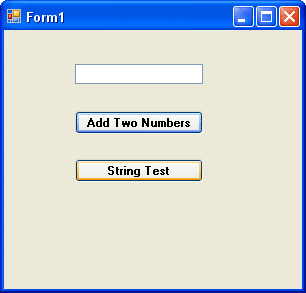 Form1
Add Two Numbers
String Test